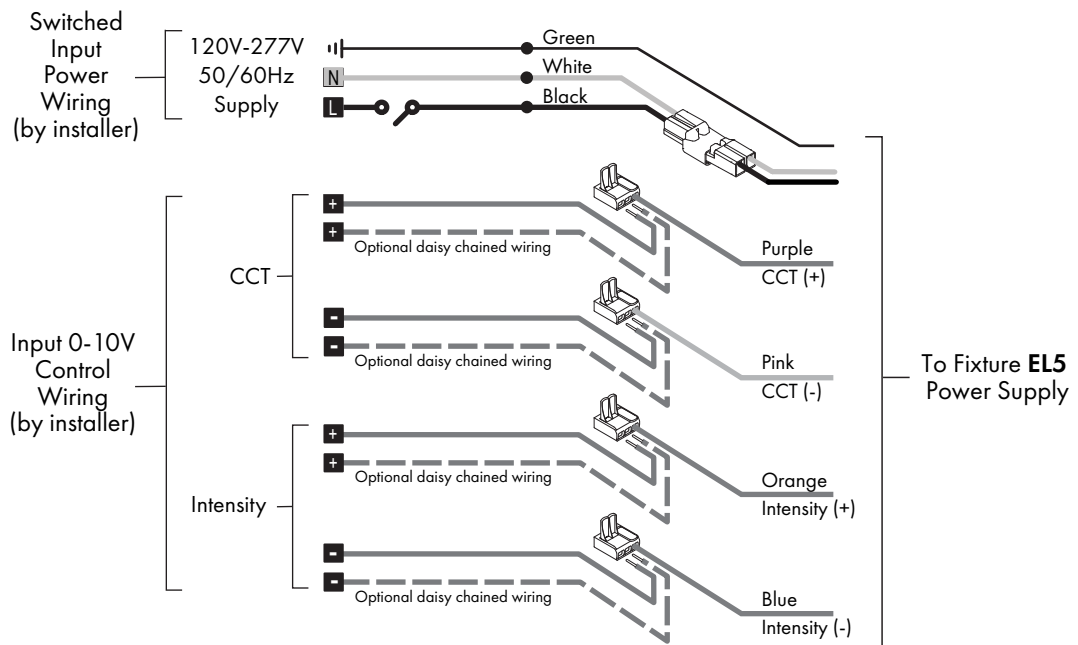 Switched
Input
Power
Wiring
(by installer)
120V-277V
50/60Hz
Supply
N
L
Green
White
Black
CCT
+
+
Optional daisy chained wiring
-
-
Optional daisy chained wiring
Purple
CCT (+)
Pink
CCT (-)
Input 0-10V
Control
Wiring
(by installer)
Intensity
+
+
Optional daisy chained wiring
-
-
Optional daisy chained wiring
Orange
Intensity (+)
Blue
Intensity (-)
To Fixture EL5
Power Supply